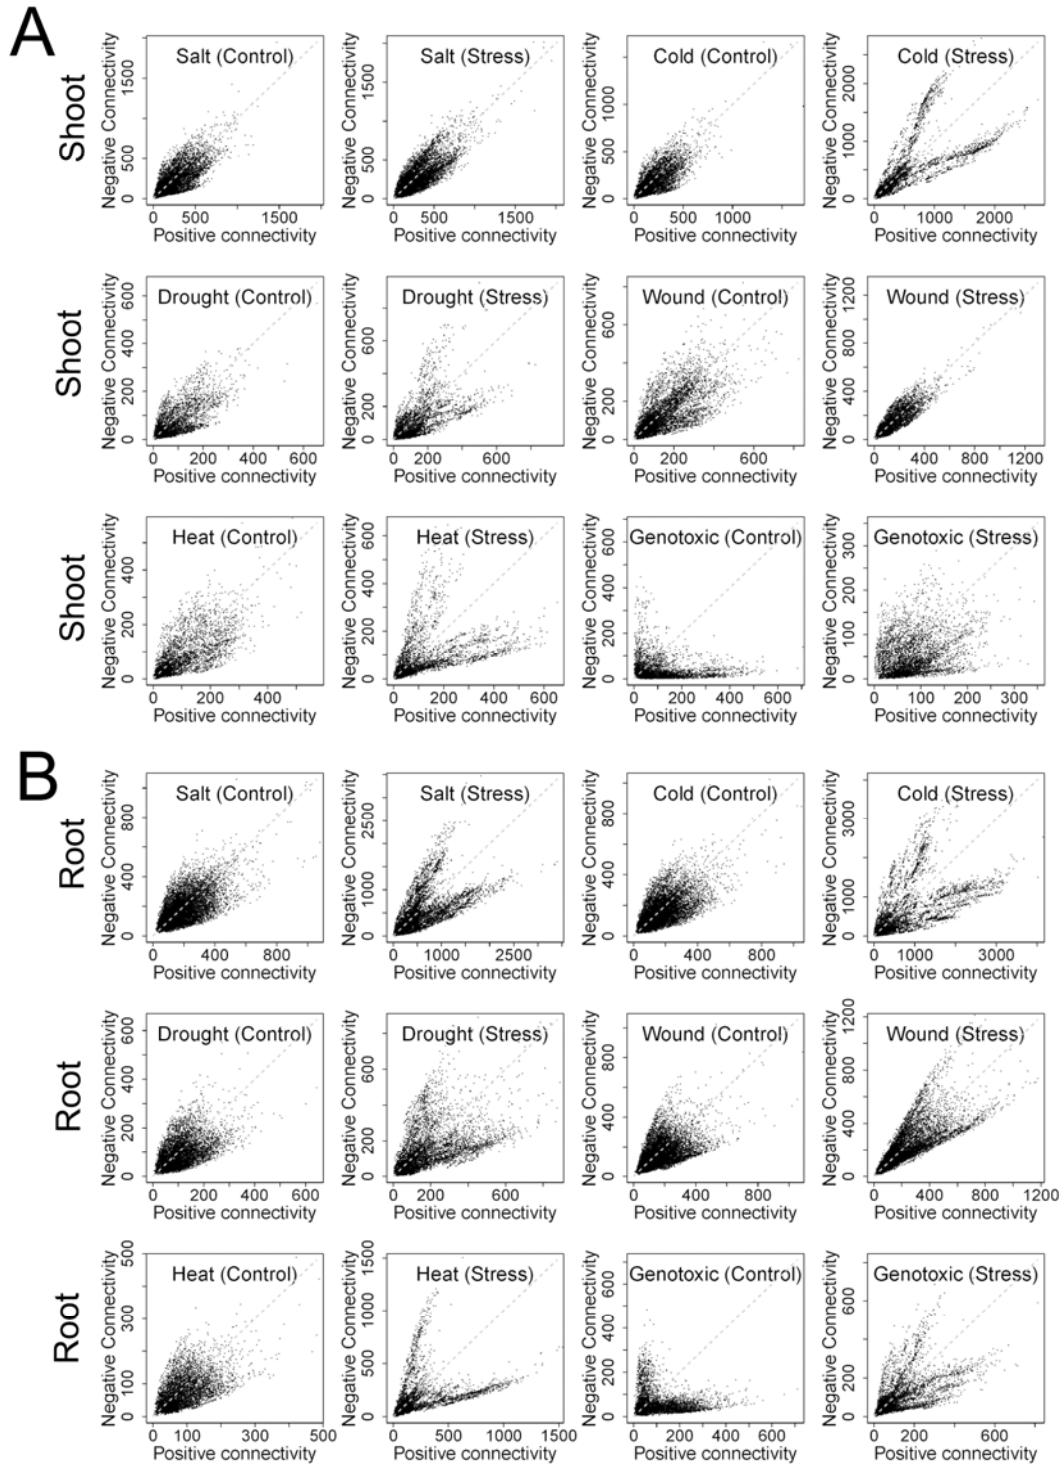 A
Shoot
Salt (Control)
Negative Connectivity
0 500 1500
0 500 1500
Positive connectivity
Salt (Stress)
Negative Connectivity
0 500 1500
0 500 1500
Positive connectivity
Cold (Control)
Negative Connectivity
0 500 1000
0 500 1000
Positive connectivity
Cold (Stress)
Negative Connectivity
0 1000 2000
0 1000 2000
Positive connectivity
Shoot
Drought (Control)
Negative Connectivity
0 200 400 600
0 200 400 600
Positive connectivity
Drought (Stress)
Negative Connectivity
0 200 600
0 200 600
Positive connectivity
Wound (Control)
Negative Connectivity
0 200 600
0 200 600
Positive connectivity
Wound (Stress)
Negative Connectivity
0 400 800 1200
0 400 800 1200
Positive connectivity
Shoot
Heat (Control)
Negative Connectivity
0 200 400
0 200 400
Positive connectivity
Heat (Stress)
Negative Connectivity
0 200 400 600
0 200 400 600
Positive connectivity
Genotoxic (Control)
Negative Connectivity
0 200 400 600
0 200 400 600
Positive connectivity
Genotoxic (Stress)
Negative Connectivity
0 100 200 300
0 100 200 300
Positive connectivity
B
Root
Salt (Control)
Negative Connectivity
0 400 800
0 400 800
Positive connectivity
Salt (Stress)
Negative Connectivity
0 1000 2500
0 1000 2500
Positive connectivity
Cold (Control)
Negative Connectivity
0 400 800
0 400 800
Positive connectivity
Cold (Stress)
Negative Connectivity
0 1000 3000
0 1000 3000
Positive connectivity
Root
Drought (Control)
Negative Connectivity
0 200 400 600
0 200 400 600
Positive connectivity
Drought (Stress)
Negative Connectivity
0 200 600
0 200 600
Positive connectivity
Wound (Control)
Negative Connectivity
0 400 800
0 400 800
Positive connectivity
Wound (Stress)
Negative Connectivity
0 400 800 1200
0 400 800 1200
Positive connectivity
Root
Heat (Control)
Negative Connectivity
0 100 300 500
0 100 200 300 400 500
Positive connectivity
Heat (Stress)
Negative Connectivity
0 500 1000 1500
0 500 1000 1500
Positive connectivity
Genotoxic (Control)
Negative Connectivity
0 200 400 600
0 200 400 600
Positive connectivity
Genotoxic (Stress)
Negative Connectivity
0 200 600
0 200 600
Positive connectivity